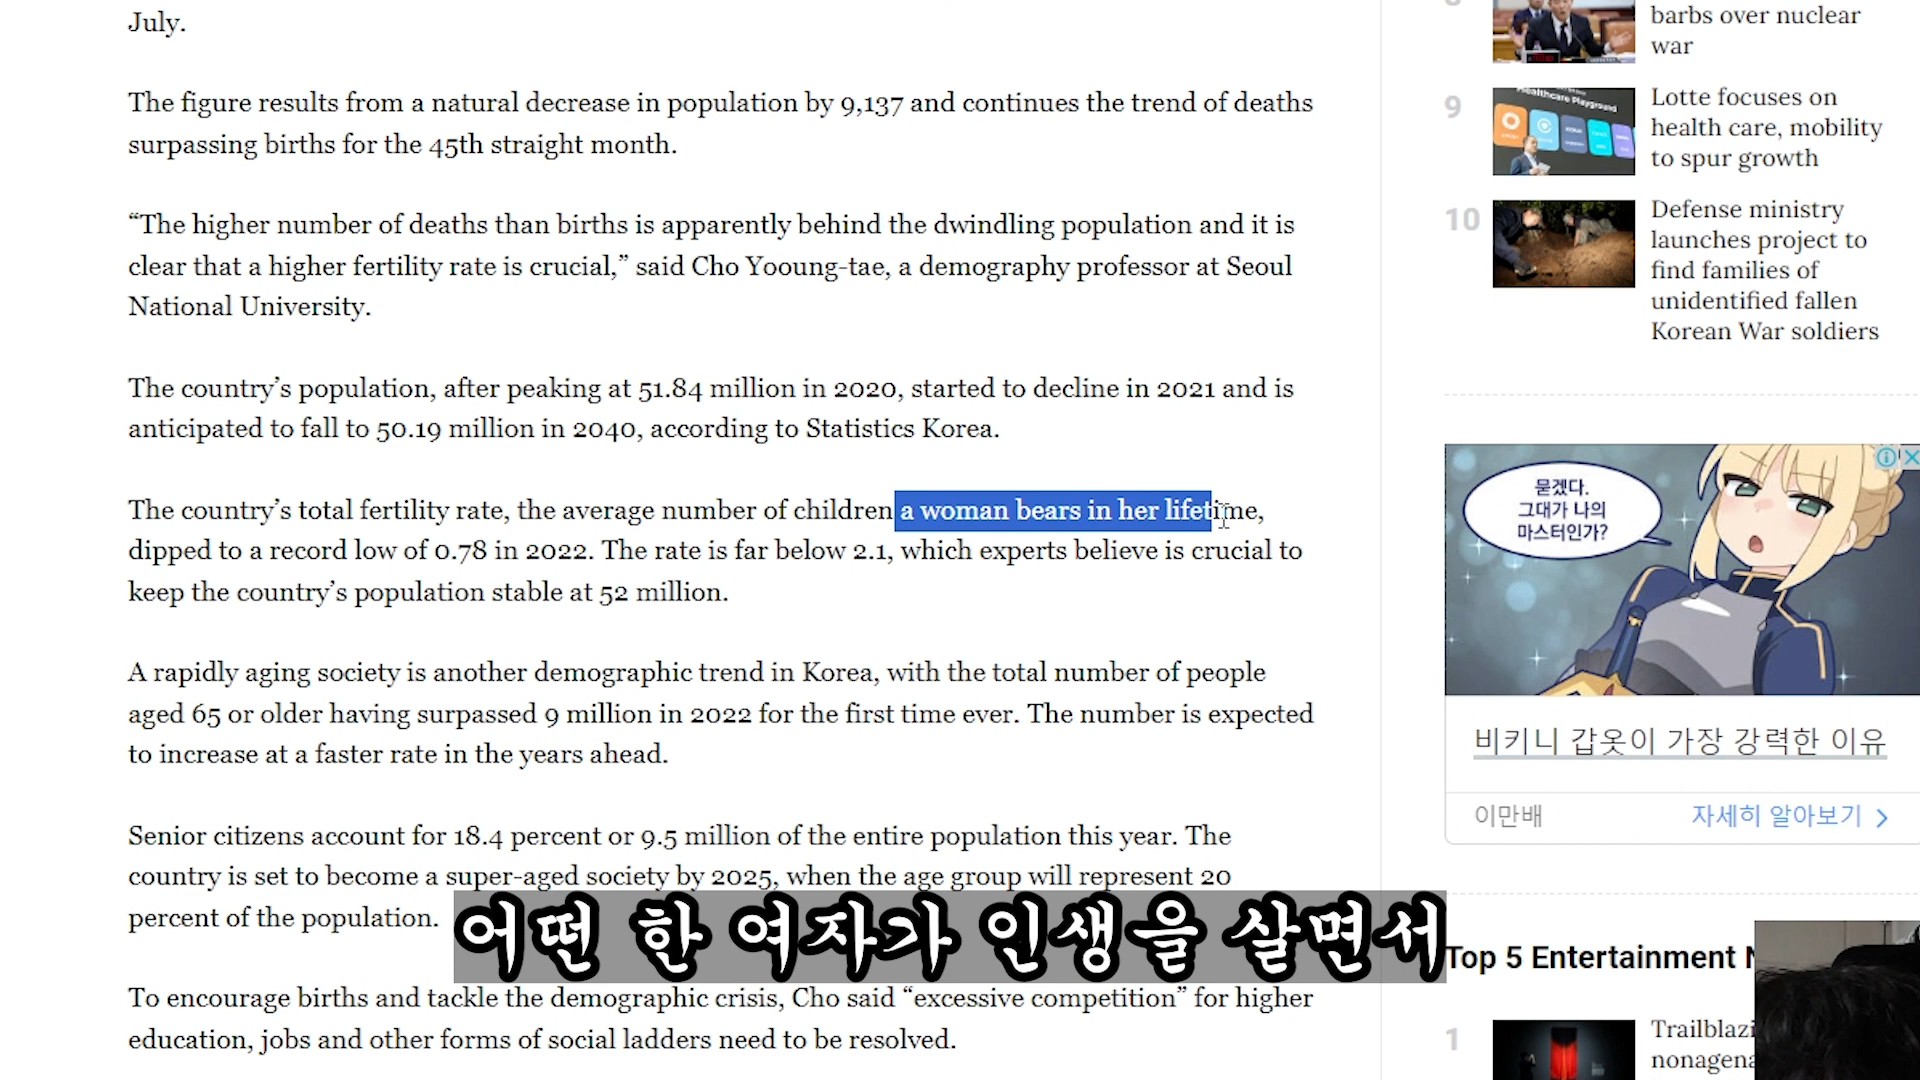 July.
The figure results from a natural decrease in population by 9,137 and continues the trend of deaths
surpassing births for the 45th straight month.
“The higher number of deaths than births is apparently behind the dwindling population and it is
clear that a higher fertility rate is crucial,” said Cho Yooung-tae, a demography professor at Seoul
National University.
The country’s population, after peaking at 51.84 million in 2020, started to decline in 2021 and is
anticipated to fall to 50.19 million in 2040, according to Statistics Korea.
The country’s total fertility rate, the average number of children a woman bears in her lifetime,
dipped to a record low of 0.78 in 2022. The rate is far below 2.1, which experts believe is crucial to
keep the country’s population stable at 52 million.
A rapidly aging society is another demographic trend in Korea, with the total number of people
aged 65 or older having surpassed 9 million in 2022 for the first time ever. The number is expected
to increase at a faster rate in the years ahead.
Senior citizens account for 18.4 percent or 9.5 million of the entire population this year. The
country is set to become a super-aged society by 2025, when the age group will represent 20
percent of the population.
어떤 한 여자가 인생을 살면서
To encourage births and tackle the demographic crisis, Cho said “excessive competition” for higher
education, jobs and other forms of social ladders need to be resolved.
barbs over nuclear
war
9
Healthcare Playground
Lotte focuses on
health care, mobility
to spur growth
10
Defense ministry
launches project to
find families of
unidentified fallen
Korean War soldiers
묻겠다.
그대가 나의
마스터인가?
비키니 갑옷이 가장 강력한 이유
이만배
자세히 알아보기
Top 5 Entertainment
1
Trailblazi
nonagena